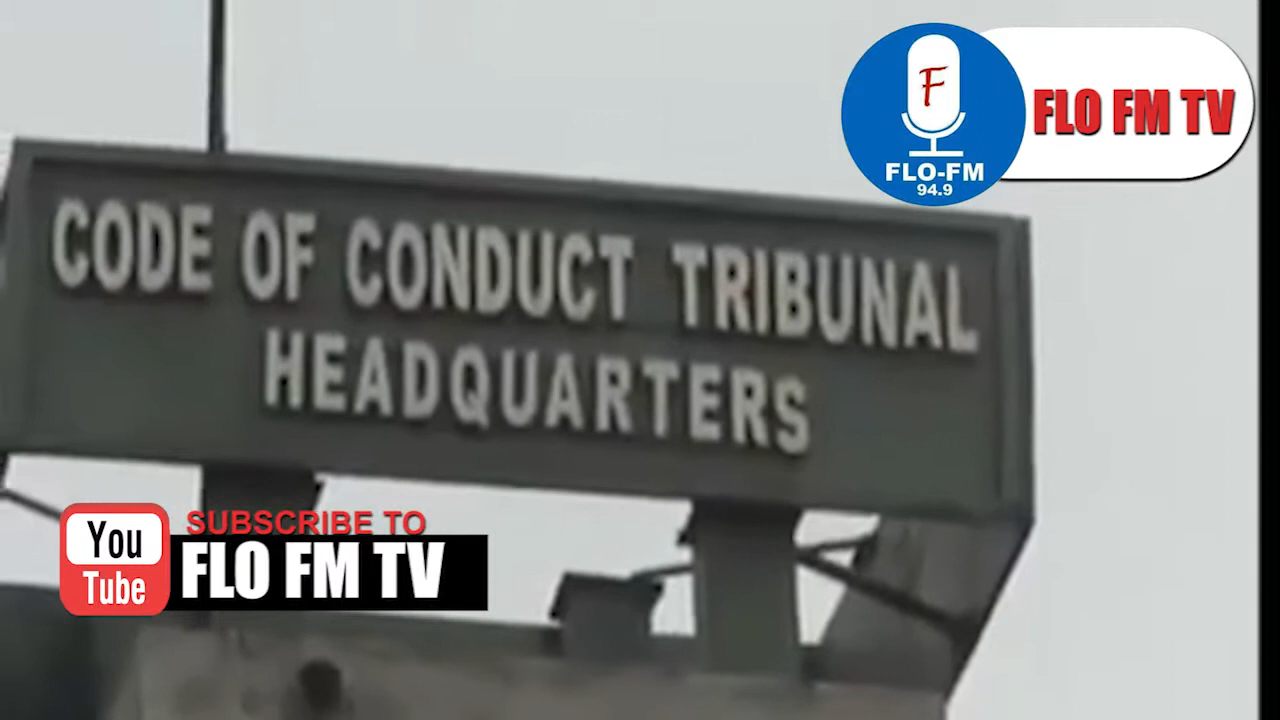 F
FLO-FM
94.9
FLO FM TV
CODE OF CONDUCT TRIBUNAL
HEADQUARTERS
You
Tube
SUBSCRIBE TO
FLO FM TV